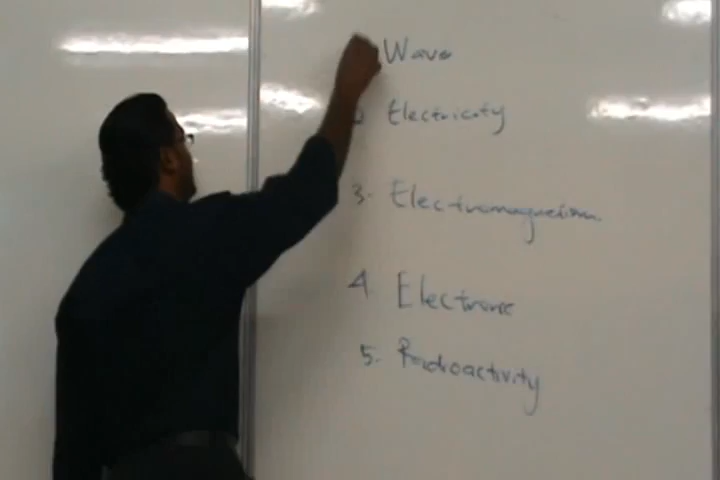 Wave
Electricity
3. Electromagnetism.
4. Electronic
5. Radioactivity